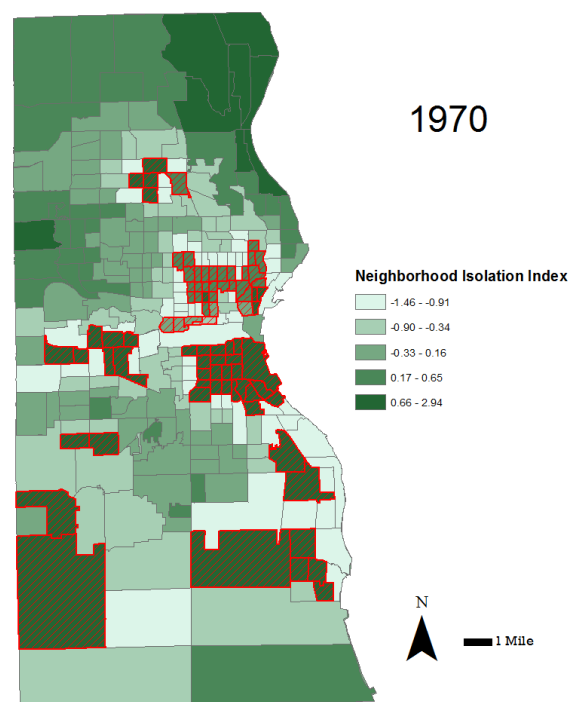 1970
Neighborhood Isolation Index
-1.46 - -0.91
-0.90 - -0.34
-0.33 - 0.16
0.17 - 0.65
0.66 - 2.94
N
1 Mile